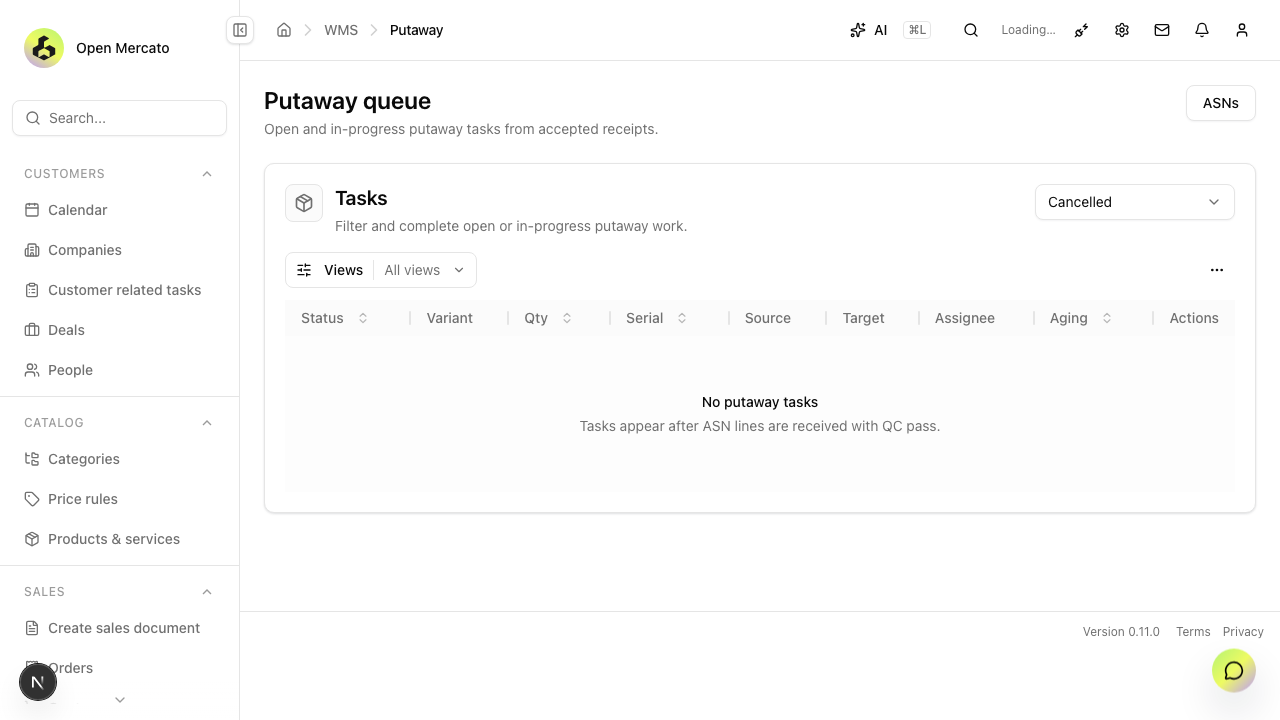 Open Mercato
WMS
Putaway
AI
⌘L
Loading...
Search...
CUSTOMERS
Calendar
Companies
Customer related tasks
Deals
People
CATALOG
Categories
Price rules
Products & services
SALES
Create sales document
Orders
N
Putaway queue
Open and in-progress putaway tasks from accepted receipts.
ASNs
Tasks
Filter and complete open or in-progress putaway work.
Cancelled
Views
All views
Status
Variant
Qty
Serial
Source
Target
Assignee
Aging
Actions
No putaway tasks
Tasks appear after ASN lines are received with QC pass.
Version 0.11.0
Terms
Privacy